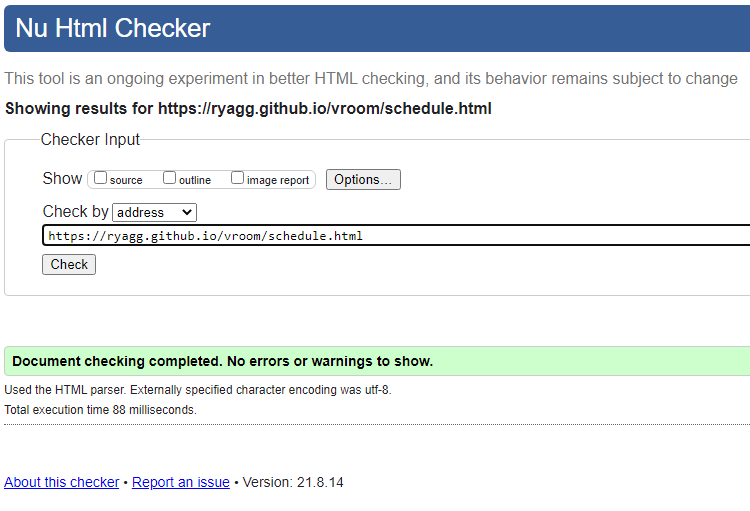 Nu Html Checker
This tool is an ongoing experiment in better HTML checking, and its behavior remains subject to change
Showing results for https://ryagg.github.io/vroom/schedule.html
Checker Input
Show source outline image report Options...
Check by address
https://ryagg.github.io/vroom/schedule.html
Check
Document checking completed. No errors or warnings to show.
Used the HTML parser. Externally specified character encoding was utf-8.
Total execution time 88 milliseconds.
About this checker • Report an issue • Version: 21.8.14